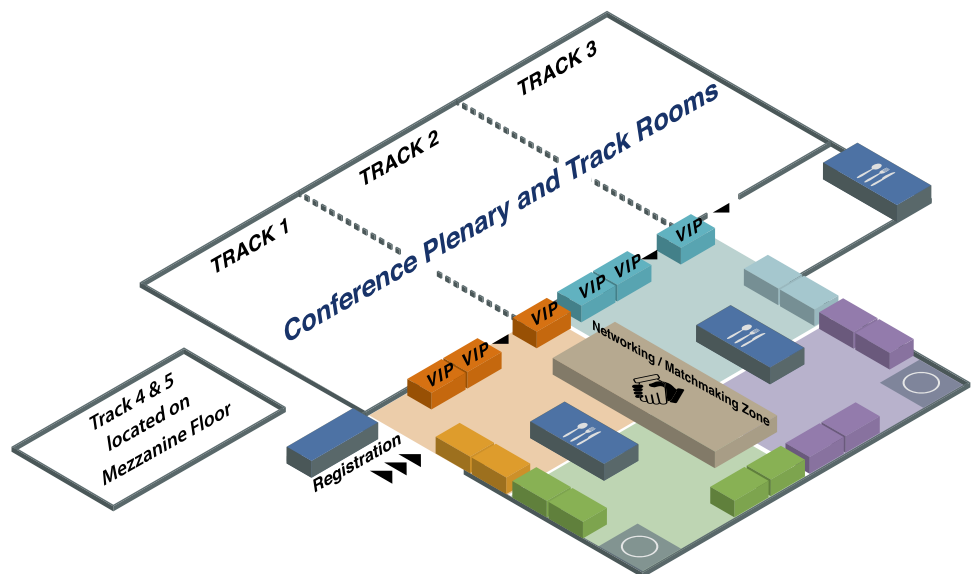 TRACK 3
TRACK 2
TRACK 1
Conference Plenary and Track Rooms
VIP
VIP
VIP
VIP
VIP
VIP
Networking / Matchmaking Zone
Track 4 & 5
located on
Mezzanine Floor
Registration